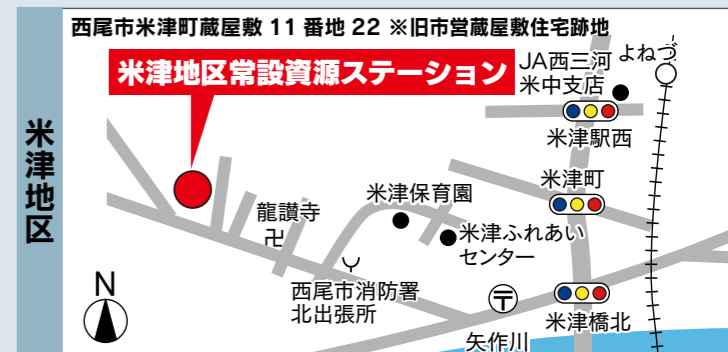 西尾市米津町蔵屋敷 11 番地 22 ※旧市営蔵屋敷住宅跡地
米津地区常設資源ステーション
米津地区
JA西三河
米中支店
よねづ
米津駅西
米津町
米津保育園
龍讃寺
卍
米津ふれあい
センター
西尾市消防署
北出張所
N
〒
米津橋北
矢作川